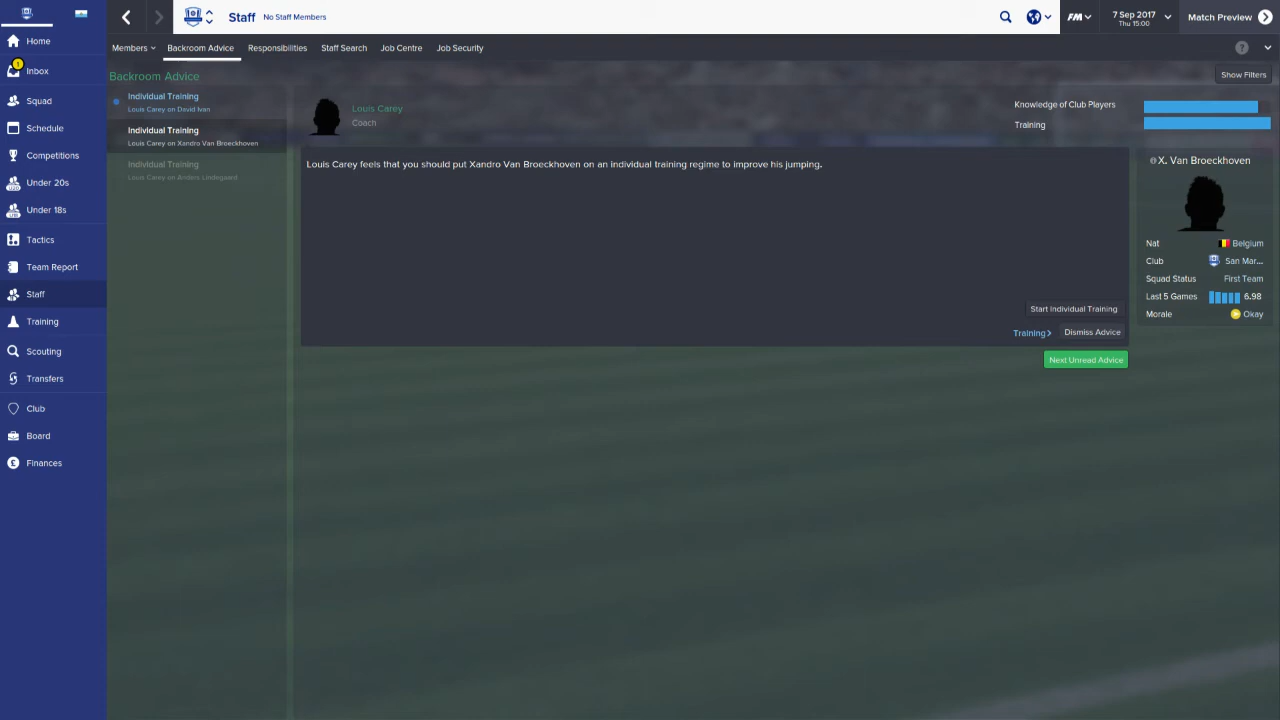 Staff
No Staff Members
FM
7 Sep 2017
Thu 15:00
Match Preview
Home
1
Inbox
Squad
Schedule
Competitions
Under 20s
Under 18s
Tactics
Team Report
Staff
Training
Scouting
Transfers
Club
Board
Finances
Members
Backroom Advice
Responsibilities
Staff Search
Job Centre
Job Security
?
Backroom Advice
Show Filters
Individual Training
Louis Carey on David Ivan
Individual Training
Louis Carey on Xandro Van Broeckhoven
Individual Training
Louis Carey on Anders Lindegaard
Louis Carey
Coach
Knowledge of Club Players
Training
Louis Carey feels that you should put Xandro Van Broeckhoven on an individual training regime to improve his jumping.
Start Individual Training
Training
Dismiss Advice
Next Unread Advice
X. Van Broeckhoven
Nat Belgium
Club San Mar...
Squad Status First Team
Last 5 Games 6.98
Morale Okay